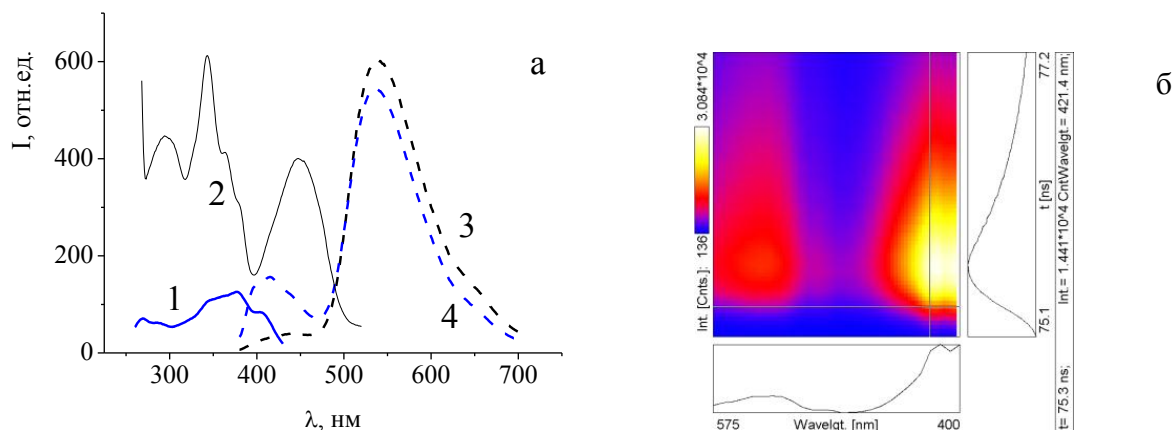 а
I, отн.ед.
600
400
200
0
1
2
3
4
300 400 500 600 700
λ, нм
б
Int. [Cnts.]: 136 3.084*10^4
575 Wavelgt. [nm] 400
75.1 t [ns] 77.2
t= 75.3 ns; Int. = 1.441*10^4 CntWavelgt. = 421.4 nm;